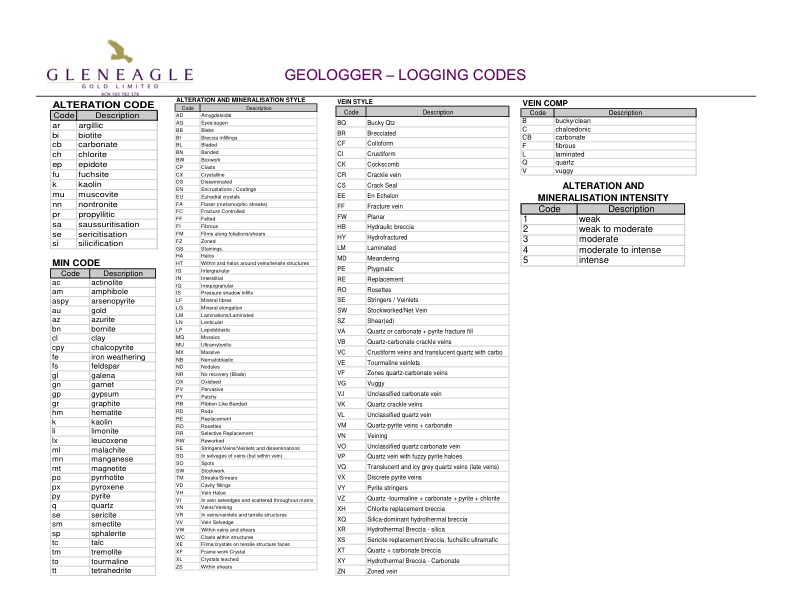 GLENEAGLE
GOLD LIMITED
ACN 103 782 378
GEOLOGGER – LOGGING CODES
ALTERATION CODE
Code Description
ar argillic
bi biotite
cb carbonate
ch chlorite
ep epidote
fu fuchsite
k kaolin
mu muscovite
nn nontronite
pr propyllitic
sa saussuritisation
se sericitisation
si silicification
MIN CODE
Code Description
ac actinolite
am amphibole
aspy arsenopyrite
au gold
az azurite
bn bornite
cl clay
cpy chalcopyrite
fe iron weathering
fs feldspar
gl galena
gn garnet
gp gypsum
gr graphite
hm hematite
k kaolin
li limonite
lx leucoxene
ml malachite
mn manganese
mt magnetite
po pyrrhotite
px pyroxene
py pyrite
q quartz
se sericite
sm smectite
sp sphalerite
tc talc
tm tremolite
to tourmaline
tt tetrahedrite
ALTERATION AND MINERALISATION STYLE
Code Description
AD Amygdaloidal
AG Eyes/augen
BB Blebs
BI Breccia infillings
BL Bladed
BN Banded
BW Boxwork
CP Clasts
CX Crystalline
DS Disseminated
EN Encrustations / Coatings
EU Euhedral crystals
FA Flaser (metamorphic streaks)
FC Fracture Controlled
FF Felted
FI Fibrous
FM Films along foliations/shears
FZ Zoned
GS Stainings,
HA Halos
HT Within and halos around veins/tensile structures
IG Intergranular
IN Interstitial
IQ Inequigranular
IS Pressure shadow infills
LF Mineral fibres
LG Mineral elongation
LM Laminations/Laminated
LN Lenticular
LP Lepidoblastic
MQ Mosaics
MU Ultramylonitic
MX Massive
NB Nematoblastic
ND Nodules
NR No recovery (Blade)
OX Oxidised
PV Pervasive
PY Patchy
RB Ribbon Like Banded
RD Rods
RE Replacement
RO Rosettes
RR Selective Replacement
RW Reworked
SE Stringers/Veins/Veinlets and disseminations
SG In selvages of veins (but within vein)
SO Spots
SW Stockwork
TM Streaks/Smears
VD Cavity fillings
VH Vein Haloe
VI In vein selvedges and scattered throughout matrix
VN Veins/Veining
VR In veins/veinlets and tensile structures
VV Vein Selvedge
VW Within veins and shears
WC Clasts within structures
XE Films/crystals on tensile structure faces
XF Frame work Crystal
XL Crystals leached
ZS Within shears
VEIN STYLE
Code Description
BQ Bucky Qtz
BR Brecciated
CF Colloform
CI Crustiform
CK Cockscomb
CR Crackle vein
CS Crack Seal
EE En Echelon
FF Fracture vein
FW Planar
HB Hydraulic breccia
HY Hydrofractured
LM Laminated
MD Meandering
PE Ptygmatic
RE Replacement
RO Rosettes
SE Stringers / Veinlets
SW Stockworked/Net Vein
SZ Shear(ed)
VA Quartz or carbonate + pyrite fracture fill
VB Quartz-carbonate crackle veins
VC Crustiform veins and translucent quartz with carbo
VE Tourmaline veinlets
VF Zones quartz-carbonate veins
VG Vuggy
VJ Unclassified carbonate vein
VK Quartz crackle veins
VL Unclassified quartz vein
VM Quartz-pyrite veins + carbonate
VN Veining
VO Unclassified quartz carbonate vein
VP Quartz vein with fuzzy pyrite haloes
VQ Translucent and icy grey quartz veins (late veins)
VX Discrete pyrite veins
VY Pyrite stringers
VZ Quartz -tourmaline + carbonate + pyrite + chlorite
XH Chlorite replacement breccia
XQ Silica-dominant hydrothermal breccia
XR Hydrothermal Breccia - silica
XS Sericite replacement breccia, fuchsitic ultramafic
XT Quartz + carbonate breccia
XY Hydrothermal Breccia - Carbonate
ZN Zoned vein
VEIN COMP
Code Description
B bucky/clean
C chalcedonic
CB carbonate
F fibrous
L laminated
Q quartz
V vuggy
ALTERATION AND
MINERALISATION INTENSITY
Code Description
1 weak
2 weak to moderate
3 moderate
4 moderate to intense
5 intense